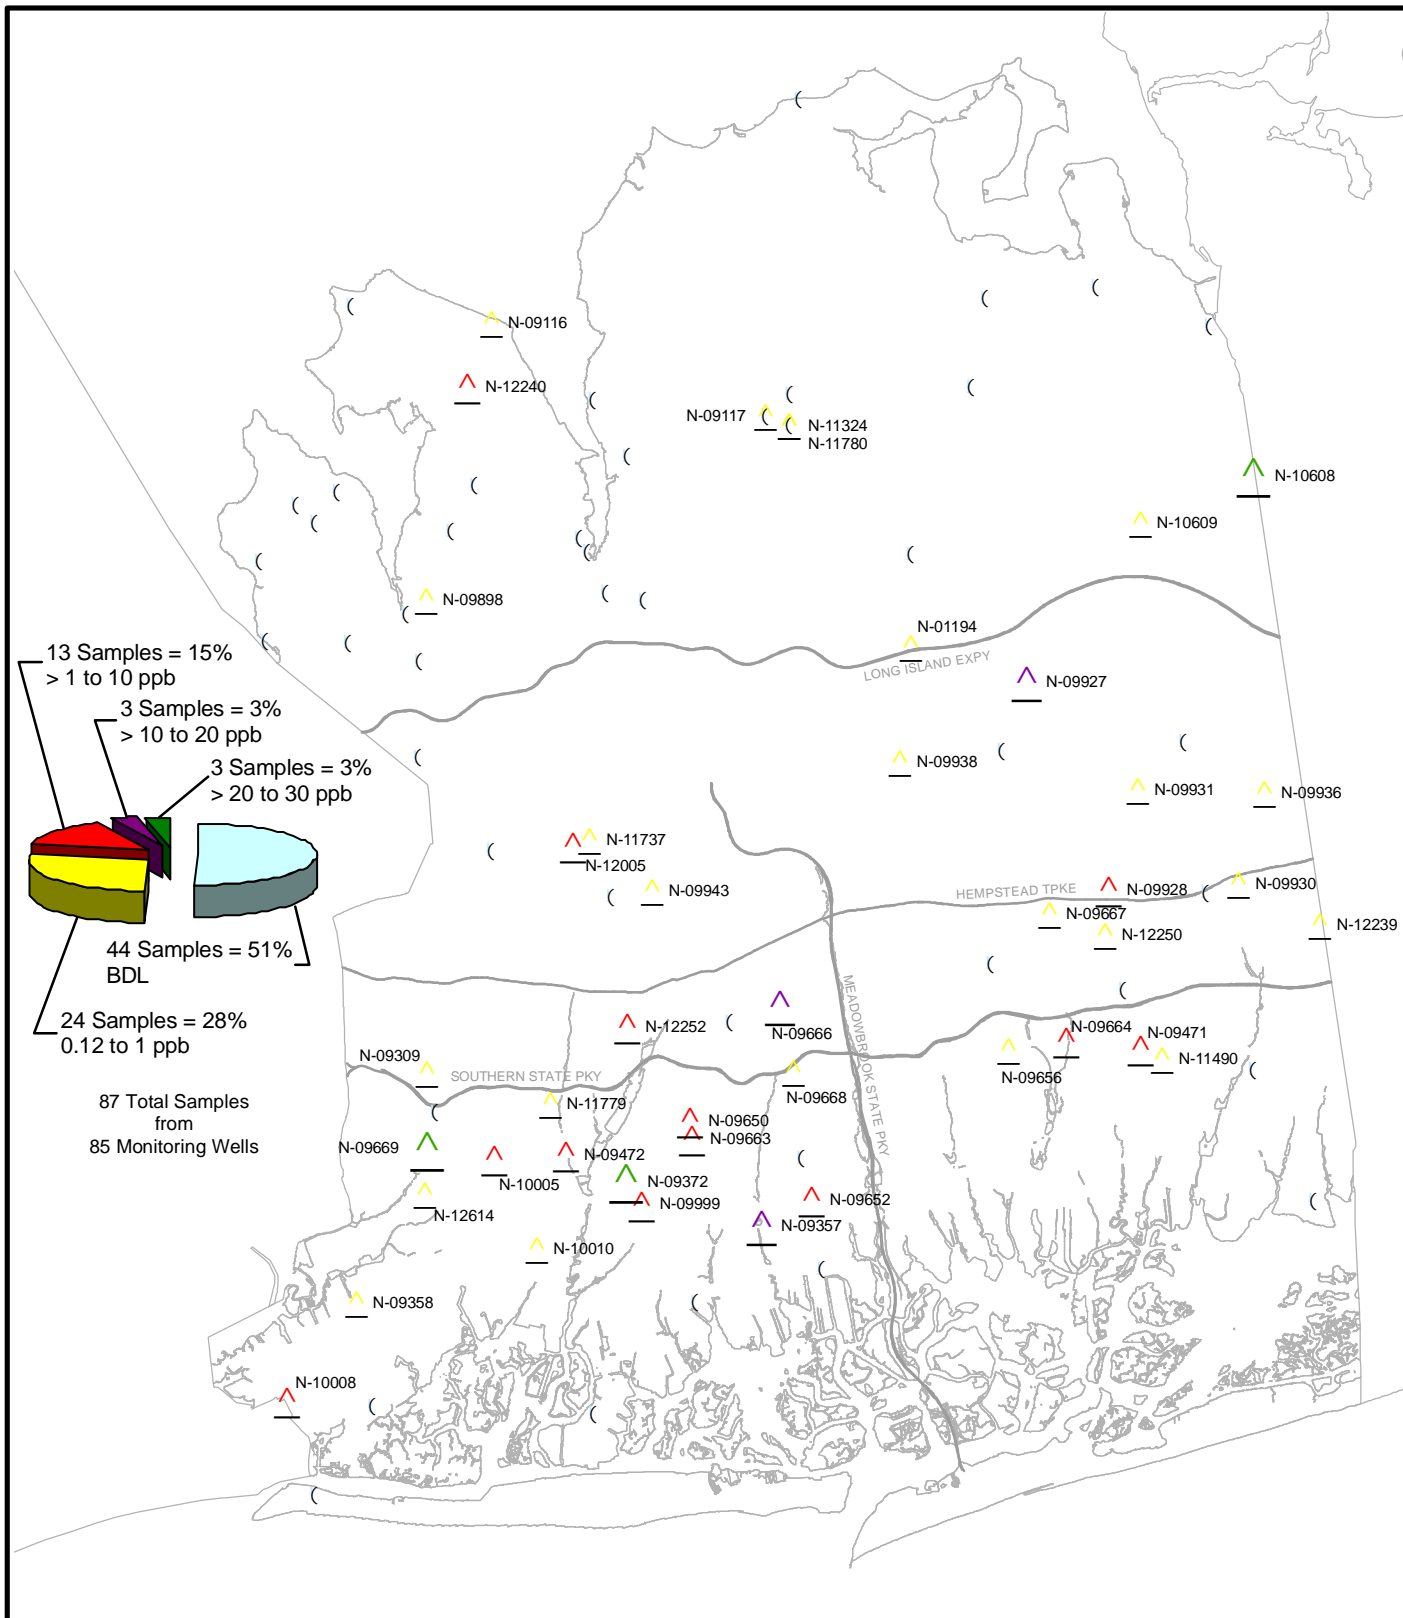 N-09116
N-12240
N-09117
N-11324
N-11780
N-10608
N-10609
N-09898
N-01194
LONG ISLAND EXPY
13 Samples = 15%
> 1 to 10 ppb
N-09927
3 Samples = 3%
> 10 to 20 ppb
N-09938
3 Samples = 3%
> 20 to 30 ppb
N-09931
N-09936
N-11737
N-12005
N-09943
HEMPSTEAD TPKE
N-09928
N-09930
N-09667
N-12239
N-12250
44 Samples = 51%
BDL
MEADOWBROOK STATE PKY
24 Samples = 28%
0.12 to 1 ppb
N-12252
N-09666
N-09664
N-09471
N-09309
N-11490
SOUTHERN STATE PKY
N-09656
N-09668
87 Total Samples
from
85 Monitoring Wells
N-11779
N-09650
N-09663
N-09669
N-09472
N-10005
N-09372
N-09999
N-09652
N-12614
N-09357
N-10010
N-09358
N-10008